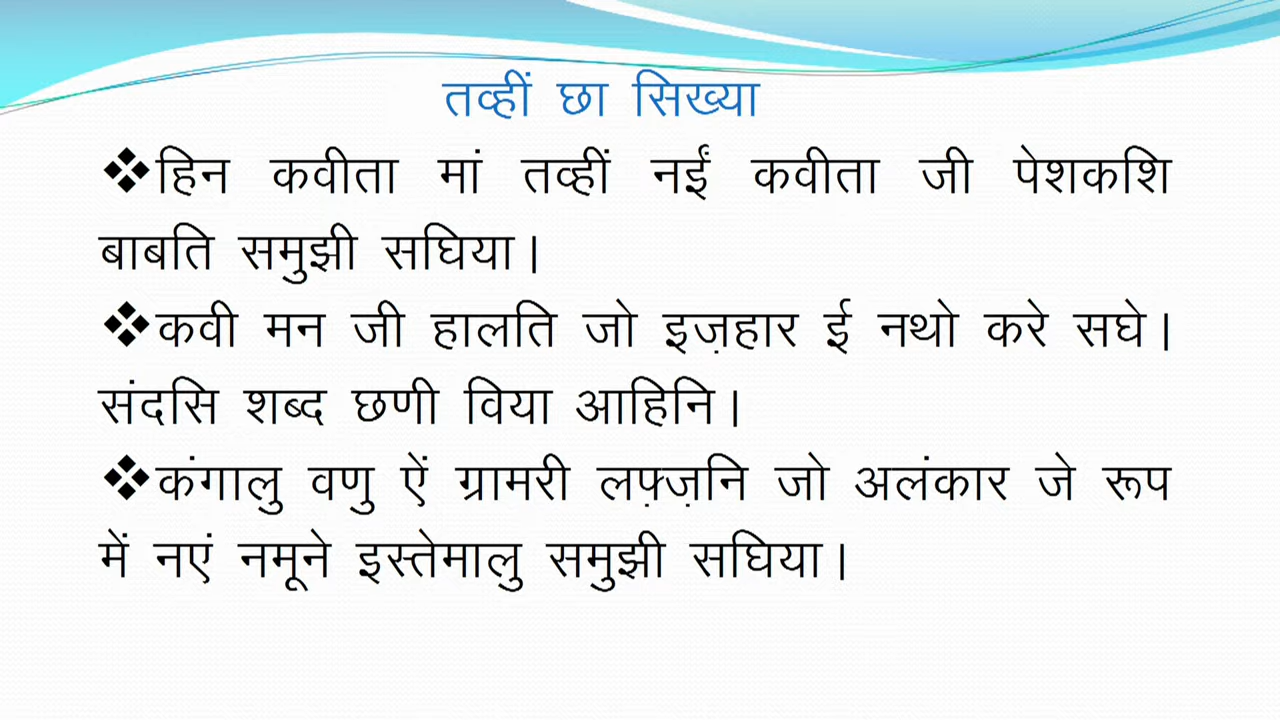 तव्हीं छा सिख्या
❖हिन कवीता मां तव्हीं नईं कवीता जी पेशकशि
बाबति समुझी सघिया।
❖कवी मन जी हालति जो इज़हार ई नथो करे सघे।
संदसि शब्द छणी विया आहिनि।
❖कंगालु वणु ऐं ग्रामरी लफ़्ज़नि जो अलंकार जे रूप
में नएं नमूने इस्तेमालु समुझी सघिया।